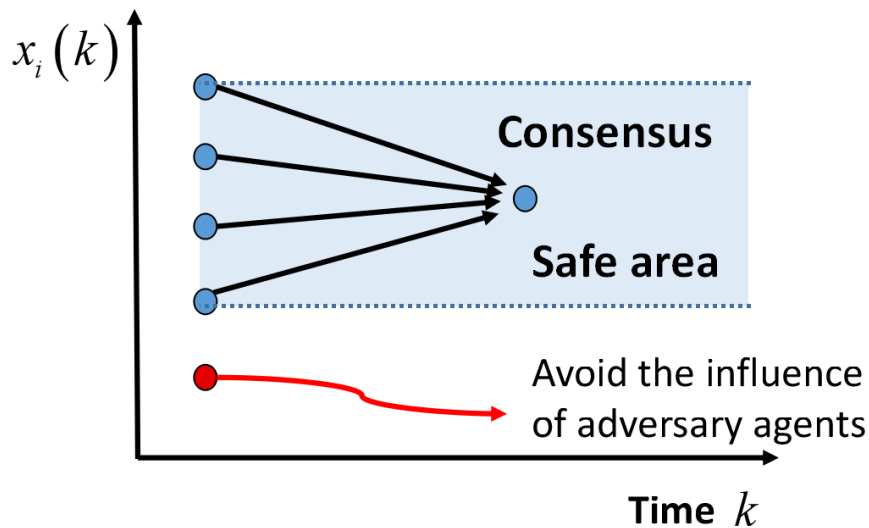 x_i(k)
Consensus
Safe area
Avoid the influence
of adversary agents
Time k